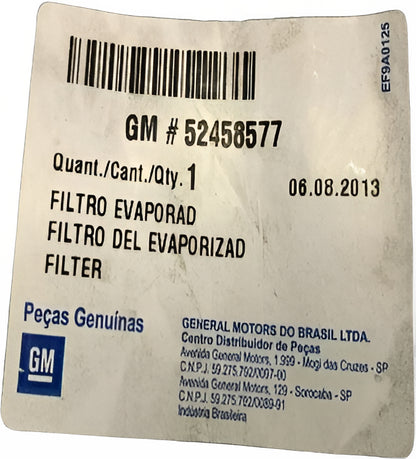 EF9A0125
GM # 52458577
Quant./Cant./Qty. 1
06.08.2013
FILTRO EVAPORAD
FILTRO DEL EVAPORIZAD
FILTER
Peças Genuínas
GM
GENERAL MOTORS DO BRASIL LTDA.
Centro Distribuidor de Peças
Avenida General Motors, 1.999 - Mogi das Cruzes - SP
C.N.P.J. 59.275.792/0097-00
Avenida General Motors, 129 - Sorocaba - SP
C.N.P.J. 59.275.792/0089-91
Indústria Brasileira